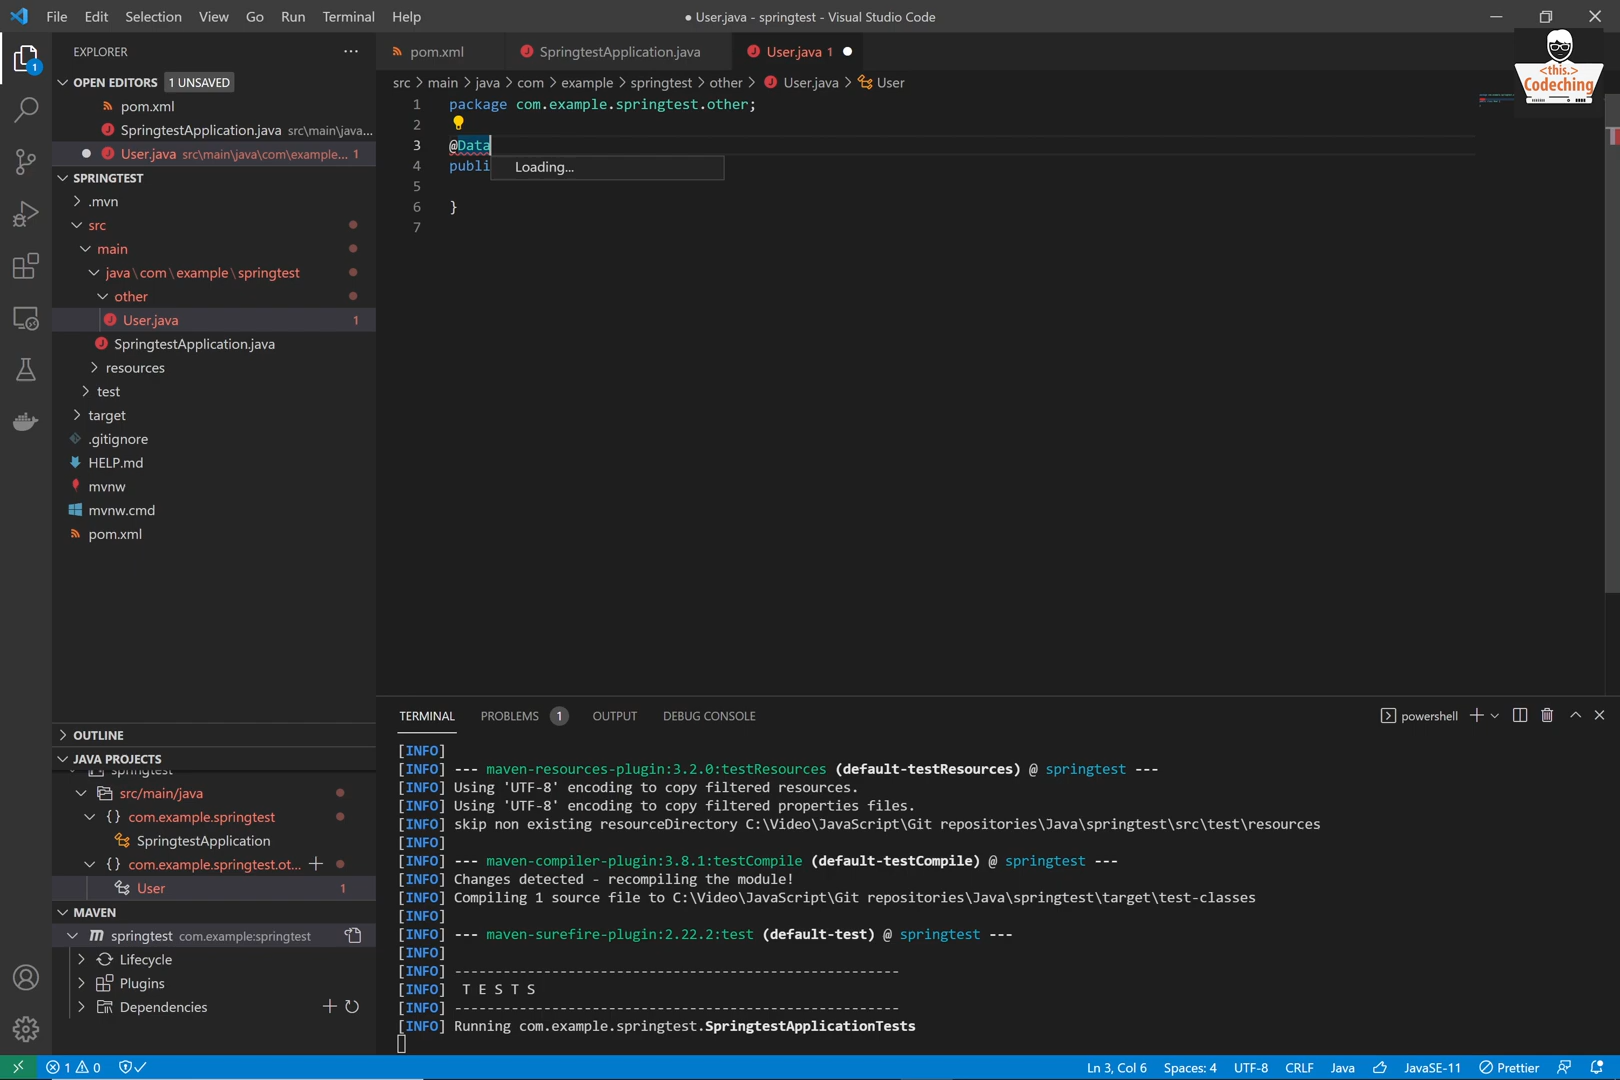 File Edit Selection View Go Run Terminal Help
● User.java - springtest - Visual Studio Code
<this.>
Codeching
EXPLORER
OPEN EDITORS 1 UNSAVED
pom.xml
SpringtestApplication.java src\main\java...
User.java src\main\java\com\example... 1
SPRINGTEST
.mvn
src
main
java\com\example\springtest
other
User.java 1
SpringtestApplication.java
resources
test
target
.gitignore
HELP.md
mvnw
mvnw.cmd
pom.xml
OUTLINE
JAVA PROJECTS
springtest
src/main/java
{} com.example.springtest
SpringtestApplication
{} com.example.springtest.ot...
User 1
MAVEN
springtest com.example:springtest
Lifecycle
Plugins
Dependencies
pom.xml
SpringtestApplication.java
User.java 1
src > main > java > com > example > springtest > other > User.java > User
1 package com.example.springtest.other;
2
3 @Data
4 publi
Loading...
5
6 }
7
TERMINAL PROBLEMS 1 OUTPUT DEBUG CONSOLE
powershell
[INFO]
[INFO] --- maven-resources-plugin:3.2.0:testResources (default-testResources) @ springtest ---
[INFO] Using 'UTF-8' encoding to copy filtered resources.
[INFO] Using 'UTF-8' encoding to copy filtered properties files.
[INFO] skip non existing resourceDirectory C:\Video\JavaScript\Git repositories\Java\springtest\src\test\resources
[INFO]
[INFO] --- maven-compiler-plugin:3.8.1:testCompile (default-testCompile) @ springtest ---
[INFO] Changes detected - recompiling the module!
[INFO] Compiling 1 source file to C:\Video\JavaScript\Git repositories\Java\springtest\target\test-classes
[INFO]
[INFO] --- maven-surefire-plugin:2.22.2:test (default-test) @ springtest ---
[INFO]
[INFO] -------------------------------------------------------
[INFO]  T E S T S
[INFO] -------------------------------------------------------
[INFO] Running com.example.springtest.SpringtestApplicationTests
1 0
Ln 3, Col 6 Spaces: 4 UTF-8 CRLF Java JavaSE-11 Prettier